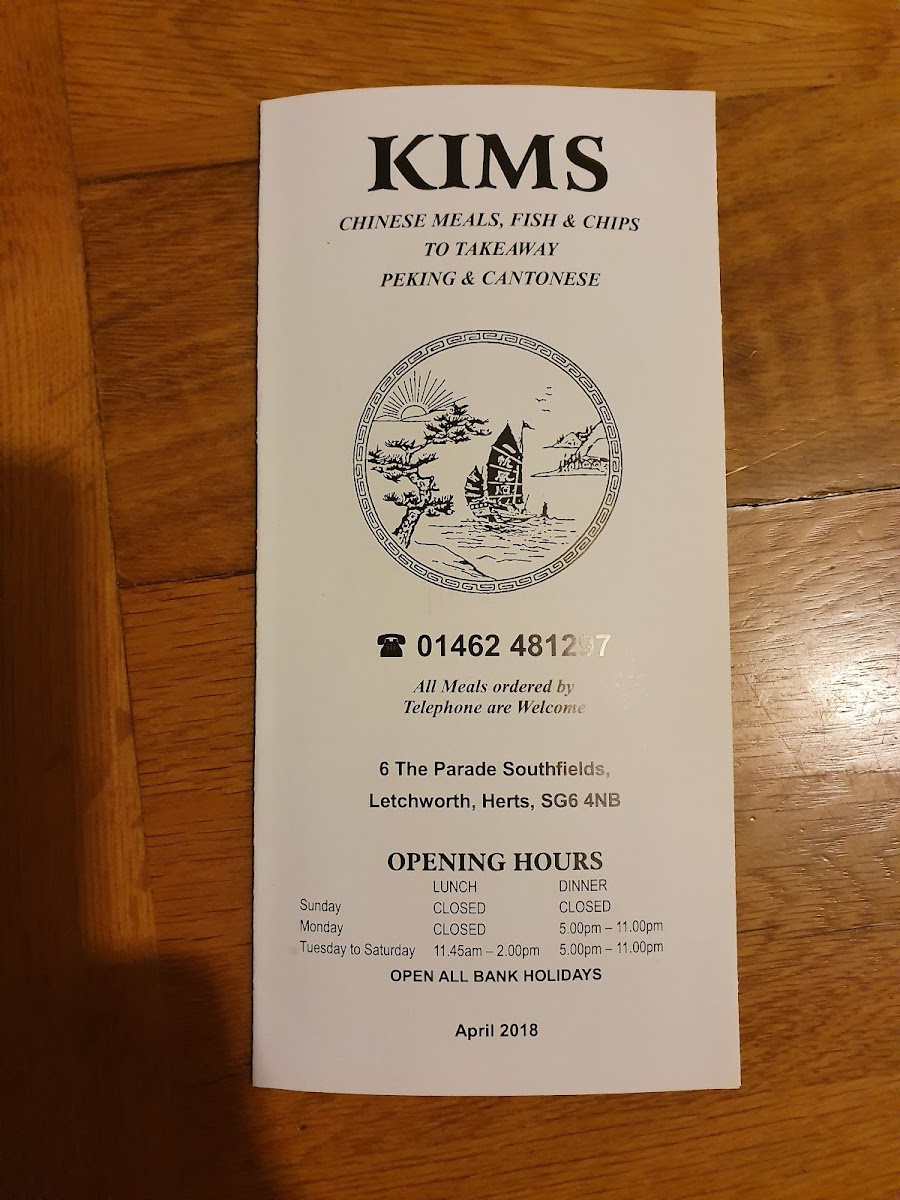 KIMS
CHINESE MEALS, FISH & CHIPS
TO TAKEAWAY
PEKING & CANTONESE
☎ 01462 481297
All Meals ordered by
Telephone are Welcome
6 The Parade Southfields,
Letchworth, Herts, SG6 4NB
OPENING HOURS
LUNCH DINNER
Sunday CLOSED CLOSED
Monday CLOSED 5.00pm – 11.00pm
Tuesday to Saturday 11.45am – 2.00pm 5.00pm – 11.00pm
OPEN ALL BANK HOLIDAYS
April 2018